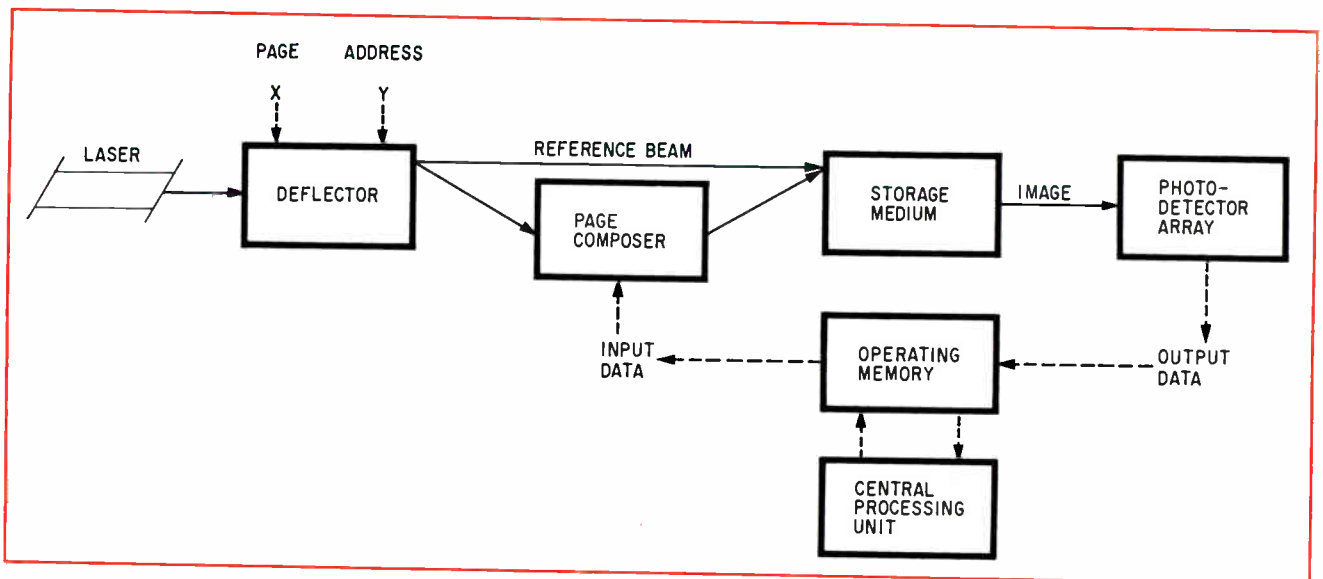 PAGE ADDRESS
X Y
LASER
DEFLECTOR
REFERENCE BEAM
PAGE
COMPOSER
STORAGE
MEDIUM
IMAGE
PHOTO-
DETECTOR
ARRAY
INPUT
DATA
OPERATING
MEMORY
OUTPUT
DATA
CENTRAL
PROCESSING
UNIT